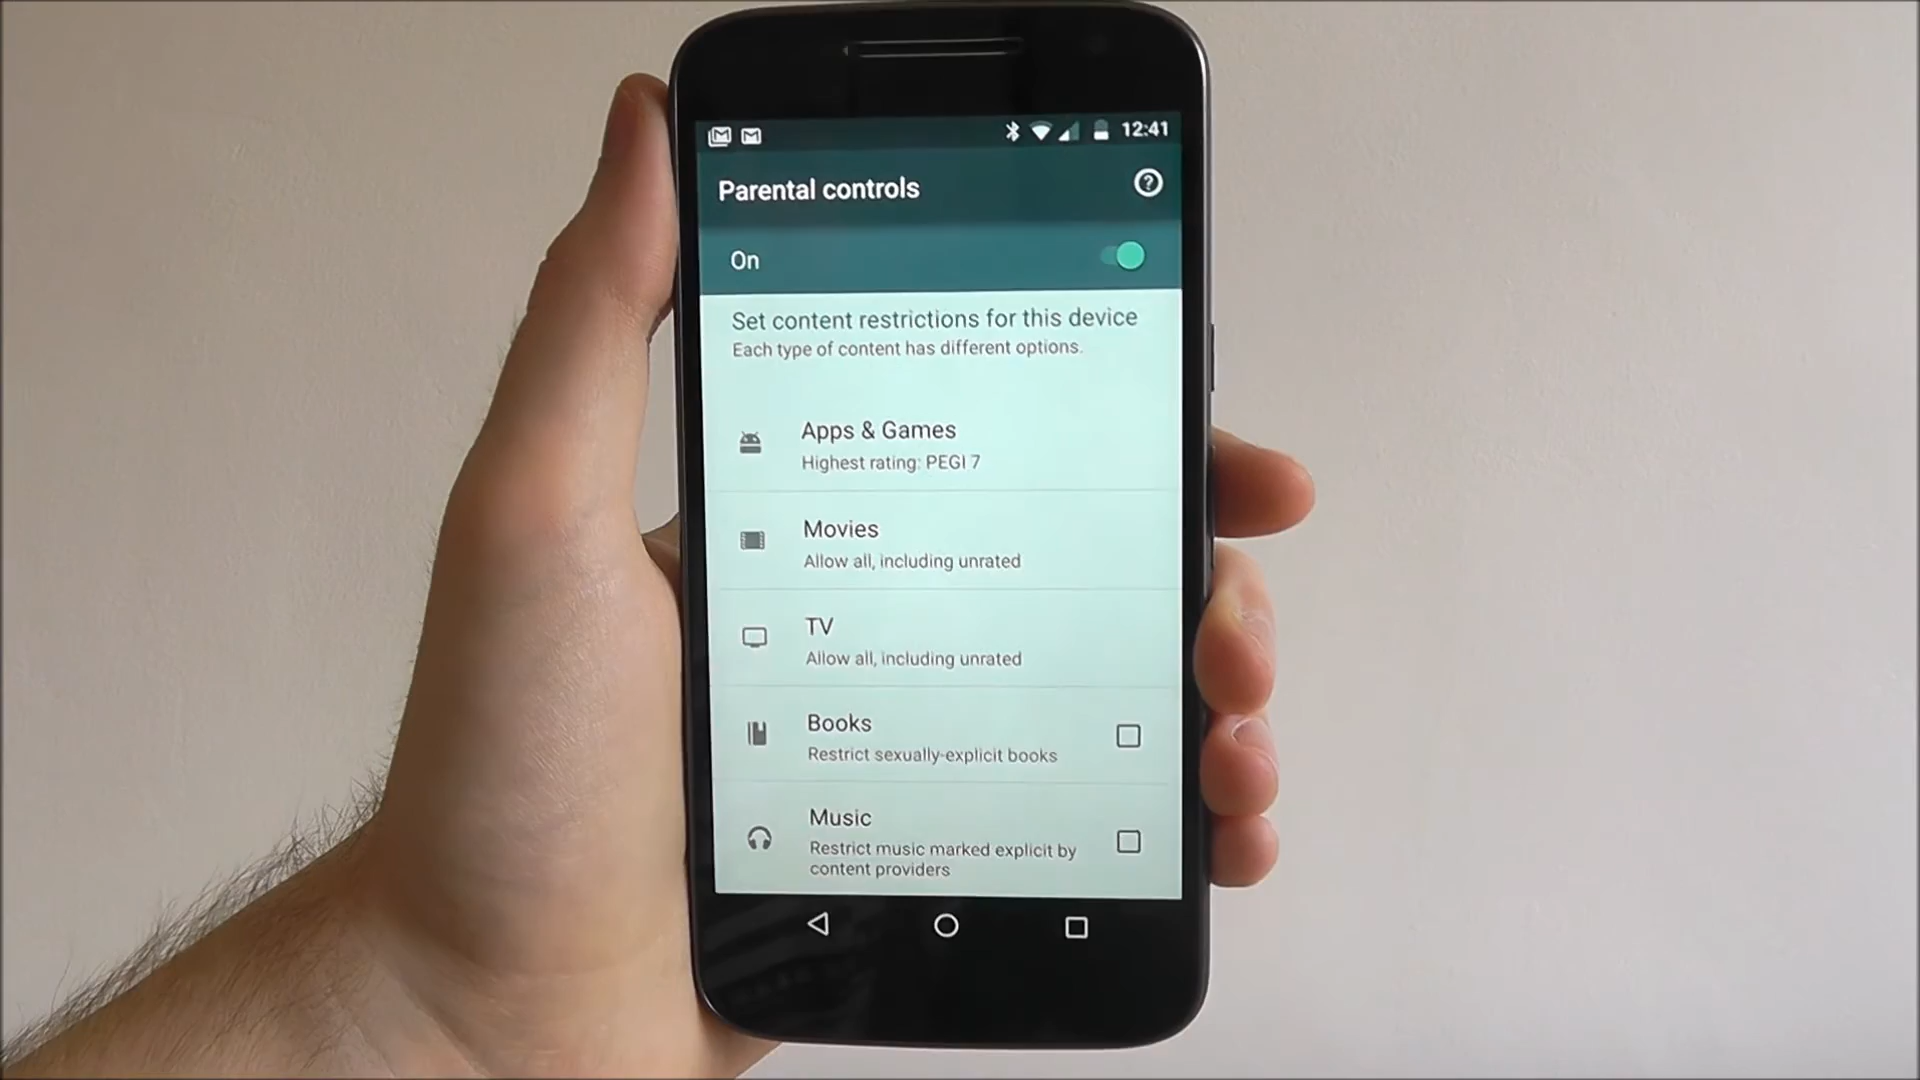 12:41
Parental controls
On
Set content restrictions for this device
Each type of content has different options.
Apps & Games
Highest rating: PEGI 7
Movies
Allow all, including unrated
TV
Allow all, including unrated
Books
Restrict sexually-explicit books
Music
Restrict music marked explicit by
content providers